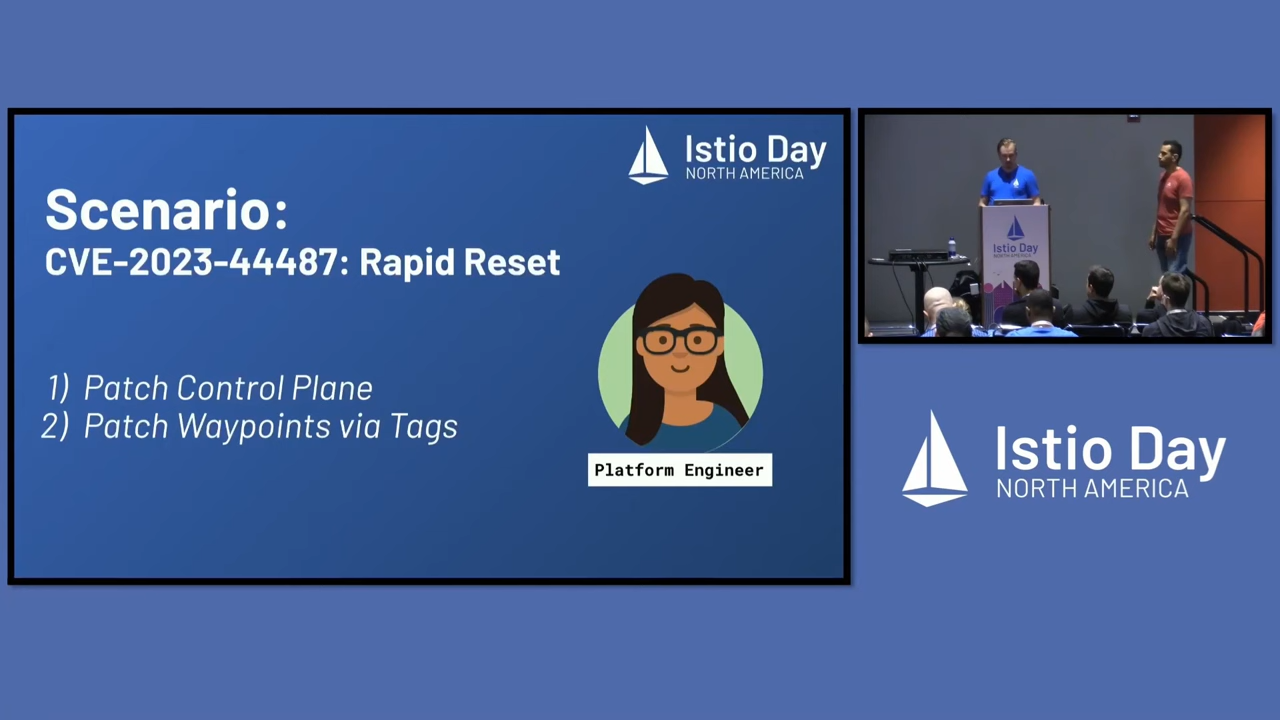 Istio Day
NORTH AMERICA
Scenario:
CVE-2023-44487: Rapid Reset
1) Patch Control Plane
2) Patch Waypoints via Tags
Platform Engineer
Istio Day
NORTH AMERICA
Istio Day
NORTH AMERICA